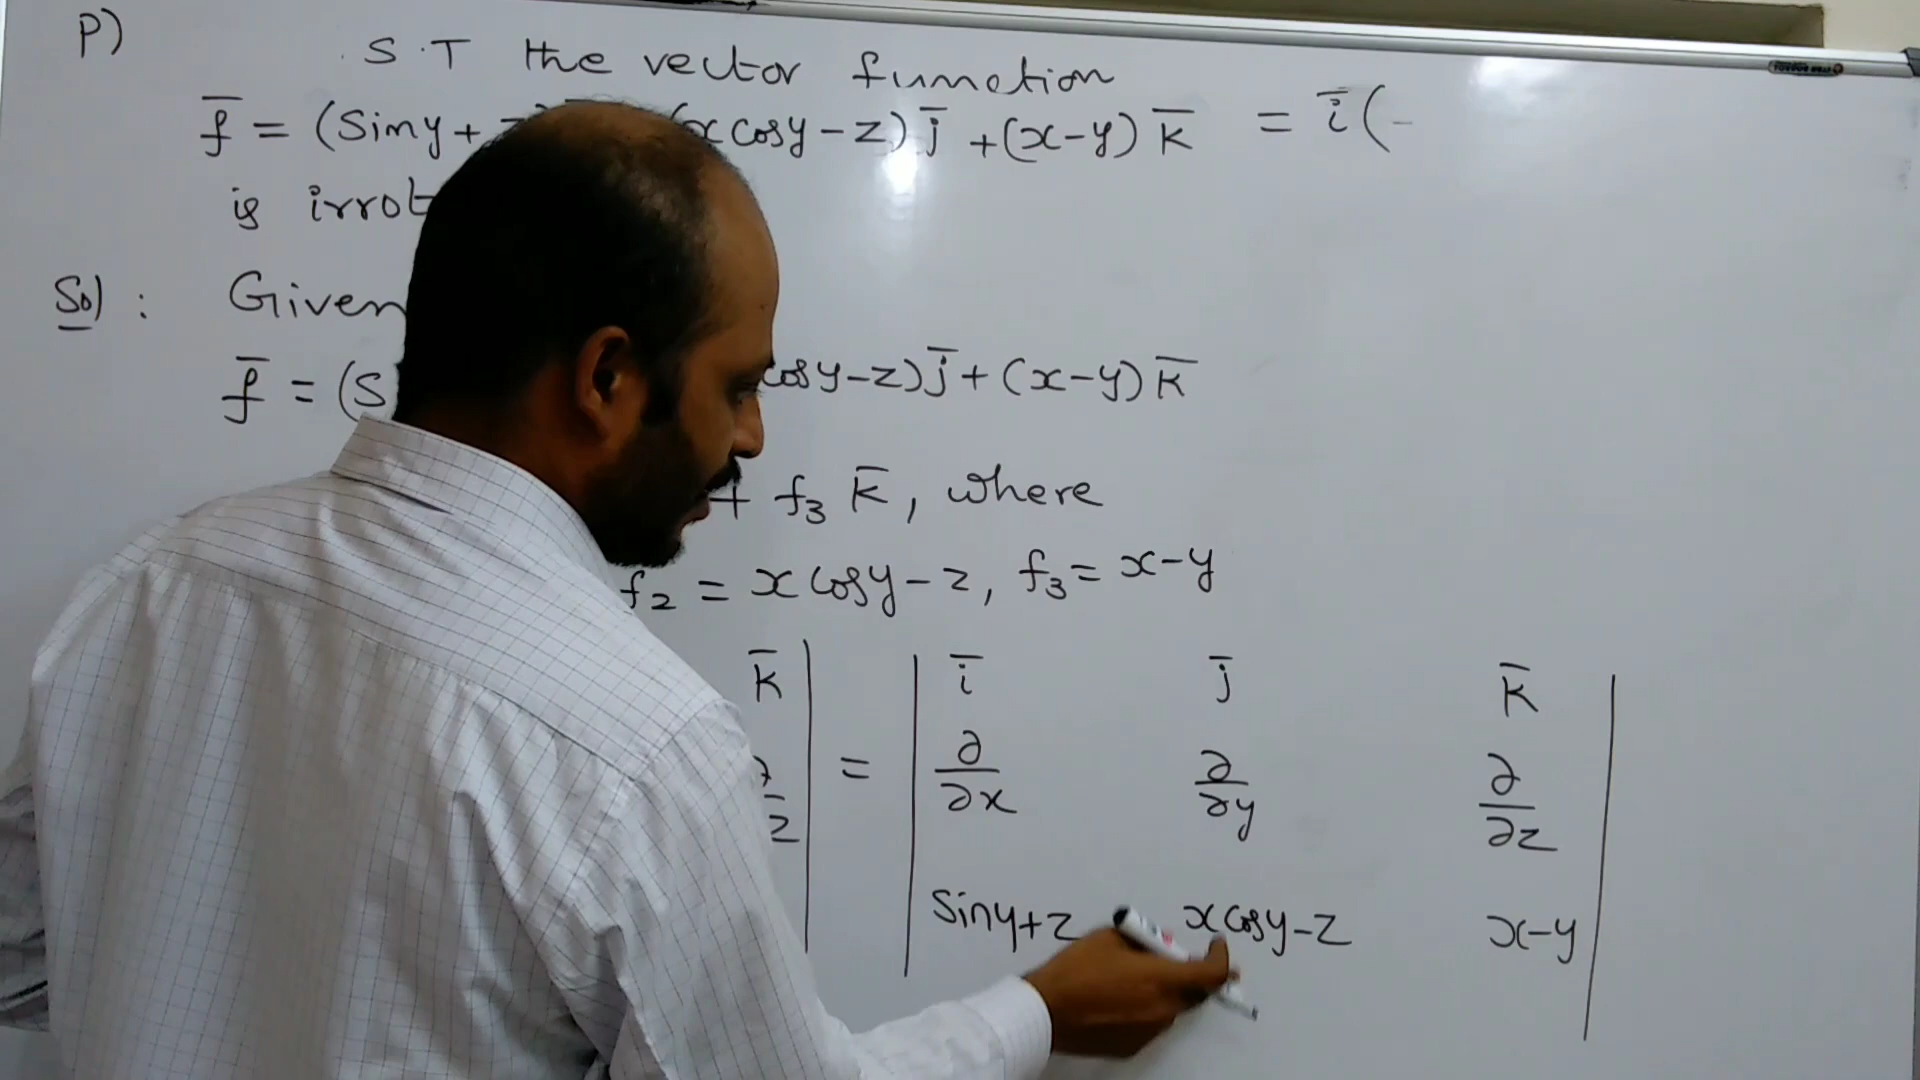 P)
S.T the vector function
f̅ = (Siny + xcosy-z) j̅ + (x-y) k̅ = i̅ (-
is irrot
Sol : Given
f̅ = (S cosy-z) j̅ + (x-y) k̅
+ f₃ k̅, where
f₂ = x cosy-z, f₃ = x-y
k̅ | = | i̅ j̅ k̅ |
∂/∂x ∂/∂y ∂/∂z
Siny+z xcosy-z x-y